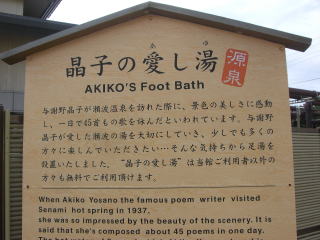 晶子の愛し湯
か ゆ
源泉
AKIKO'S Foot Bath
与謝野晶子が瀬波温泉を訪れた際に、景色の美しさに感動
し、一日で45首もの歌を詠んだといわれています。与謝野
晶子が愛した瀬波の湯を大切にしていき、少しでも多くの
方々に楽しんでいただきたい…そんな気持ちから足湯を
設置いたしました。"晶子の愛し湯"は当館ご利用者以外の
方々も無料でご利用頂けます。
When Akiko Yosano the famous poem writer visited
Senami hot spring in 1937,
she was so impressed by the beauty of the scenery. It is
said that she's composed about 45 poems in one day.